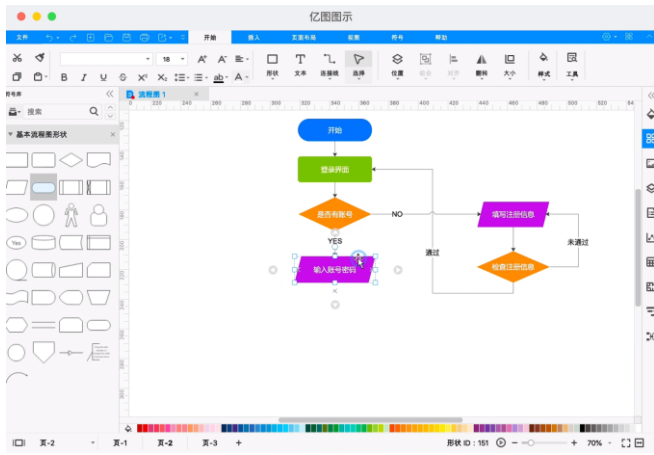 亿图图示
文件
开始
插入
页面布局
视图
符号
帮助
18
B I U
形状
文本
连接线
选择
位置
组合
对齐
翻转
大小
样式
工具
符号库
流程图 1
搜索
基本流程图形状
Yes
开始
登录界面
是否有账号
NO
填写注册信息
YES
未通过
通过
输入账号密码
检查注册信息
页-2
页-1
页-2
页-3
形状 ID : 151
70%